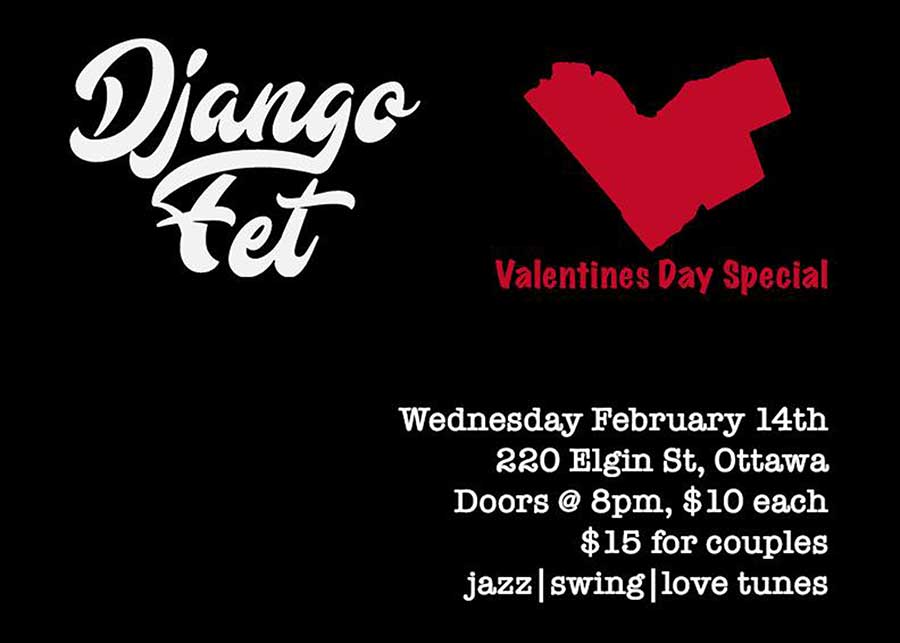 Django
Fet
Valentines Day Special
Wednesday February 14th
220 Elgin St, Ottawa
Doors @ 8pm, $10 each
$15 for couples
jazz|swing|love tunes